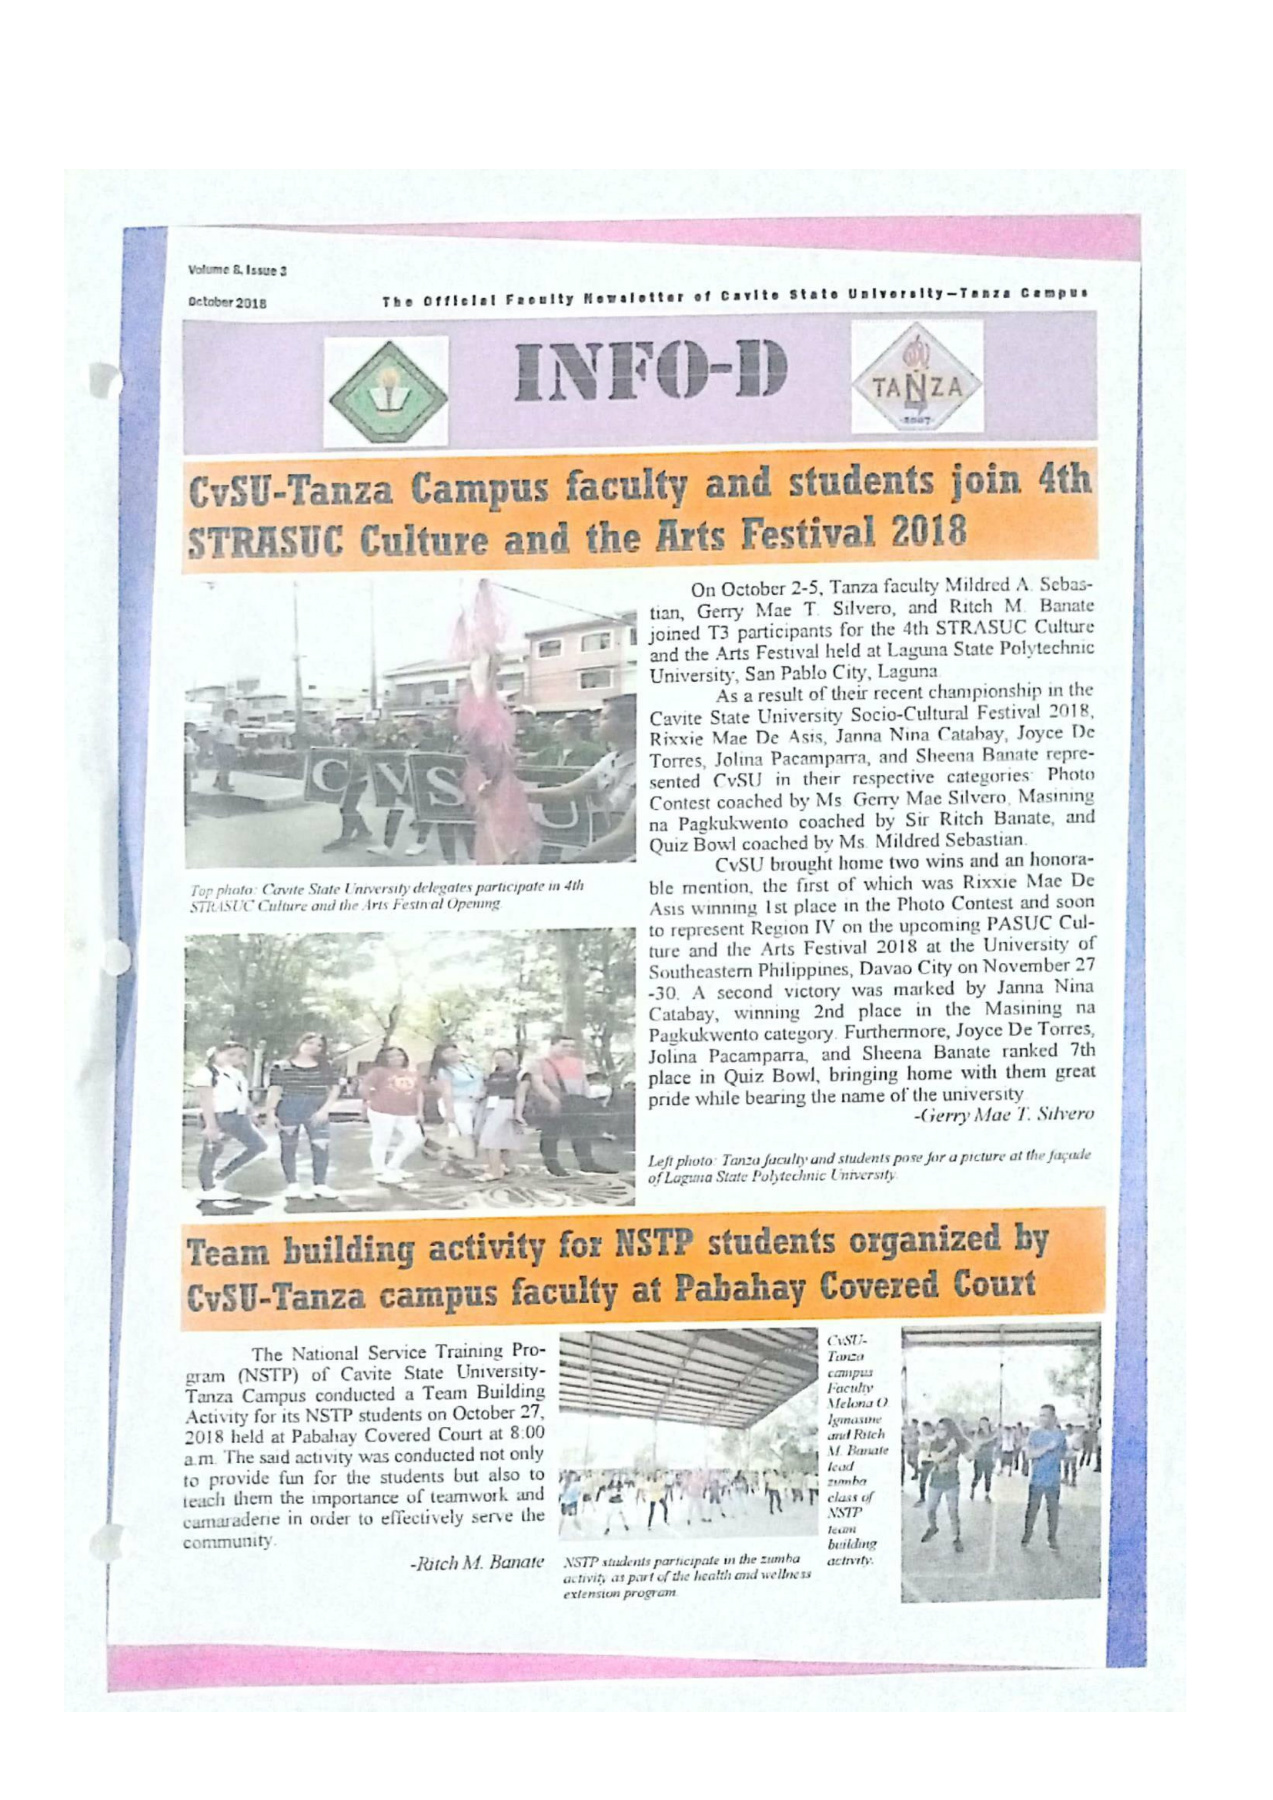 Volume 8, Issue 3
October 2018
The Official Faculty Newsletter of Cavite State University—Tanza Campus
INFO-D
TANZA
-2007-
CvSU-Tanza Campus faculty and students join 4th
STRASUC Culture and the Arts Festival 2018
C V S U
Top photo: Cavite State University delegates participate in 4th
STRASUC Culture and the Arts Festival Opening
On October 2-5, Tanza faculty Mildred A. Sebas-
tian, Gerry Mae T. Silvero, and Ritch M. Banate
joined T3 participants for the 4th STRASUC Culture
and the Arts Festival held at Laguna State Polytechnic
University, San Pablo City, Laguna.
As a result of their recent championship in the
Cavite State University Socio-Cultural Festival 2018,
Rixxie Mae De Asis, Janna Nina Catabay, Joyce De
Torres, Jolina Pacamparra, and Sheena Banate repre-
sented CvSU in their respective categories: Photo
Contest coached by Ms. Gerry Mae Silvero, Masining
na Pagkukwento coached by Sir Ritch Banate, and
Quiz Bowl coached by Ms. Mildred Sebastian.
CvSU brought home two wins and an honora-
ble mention, the first of which was Rixxie Mae De
Asis winning 1st place in the Photo Contest and soon
to represent Region IV on the upcoming PASUC Cul-
ture and the Arts Festival 2018 at the University of
Southeastern Philippines, Davao City on November 27
-30. A second victory was marked by Janna Nina
Catabay, winning 2nd place in the Masining na
Pagkukwento category. Furthermore, Joyce De Torres,
Jolina Pacamparra, and Sheena Banate ranked 7th
place in Quiz Bowl, bringing home with them great
pride while bearing the name of the university.
-Gerry Mae T. Silvero
Left photo: Tanza faculty and students pose for a picture at the façade
of Laguna State Polytechnic University.
Team building activity for NSTP students organized by
CvSU-Tanza campus faculty at Pabahay Covered Court
The National Service Training Pro-
gram (NSTP) of Cavite State University-
Tanza Campus conducted a Team Building
Activity for its NSTP students on October 27,
2018 held at Pabahay Covered Court at 8:00
a.m. The said activity was conducted not only
to provide fun for the students but also to
teach them the importance of teamwork and
camaraderie in order to effectively serve the
community.
-Ritch M. Banate
NSTP students participate in the zumba
activity as part of the health and wellness
extension program.
CvSU-
Tanza
campus
Faculty
Melona O.
Igmasine
and Ritch
M. Banate
lead
zumba
class of
NSTP
team
building
activity.